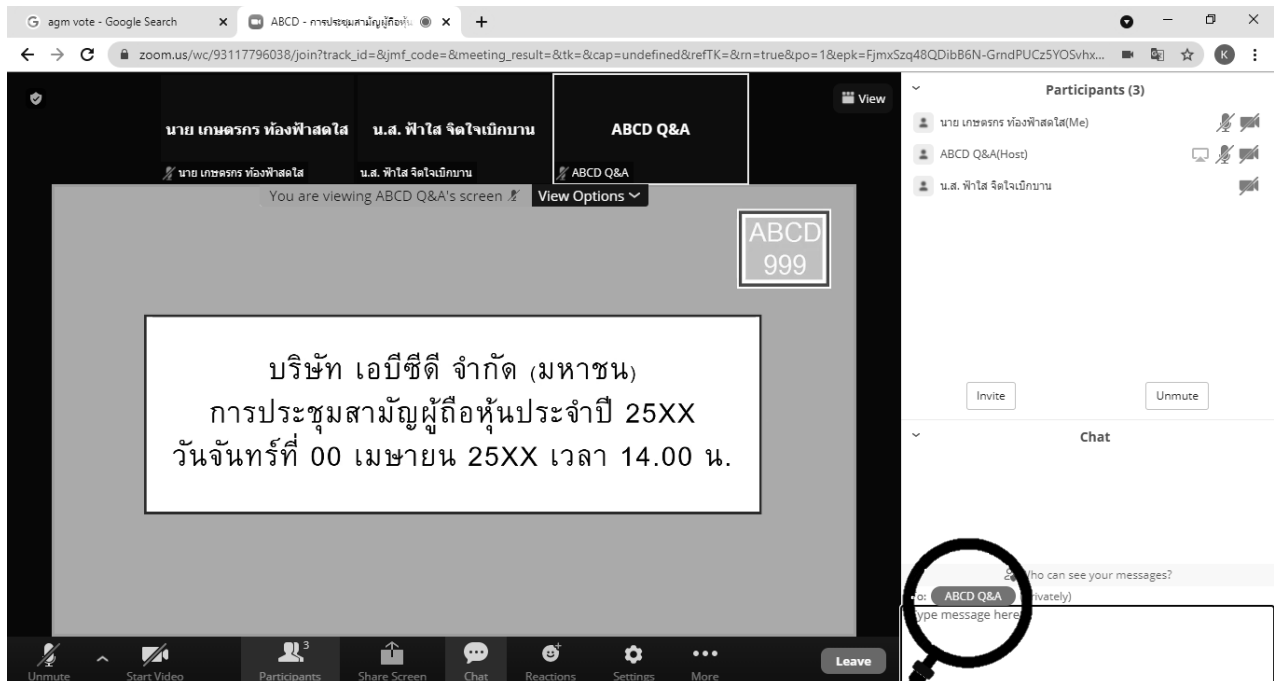 agm vote - Google Search
ABCD - การประชุมสามัญผู้ถือหุ้น
zoom.us/wc/93117796038/join?track_id=&jmf_code=&meeting_result=&tk=&cap=undefined&refTK=&rn=true&po=1&epk=FjmxSzq48QDibB6N-GrndPUCz5YOSvhx...
K
นาย เกษตรกร ท้องฟ้าสดใส
น.ส. ฟ้าใส จิตใจเบิกบาน
ABCD Q&A
View
นาย เกษตรกร ท้องฟ้าสดใส
น.ส. ฟ้าใส จิตใจเบิกบาน
ABCD Q&A
You are viewing ABCD Q&A's screen
View Options
ABCD
999
บริษัท เอบีซีดี จำกัด (มหาชน)
การประชุมสามัญผู้ถือหุ้นประจำปี 25XX
วันจันทร์ที่ 00 เมษายน 25XX เวลา 14.00 น.
Participants (3)
นาย เกษตรกร ท้องฟ้าสดใส(Me)
ABCD Q&A(Host)
น.ส. ฟ้าใส จิตใจเบิกบาน
Invite
Unmute
Chat
Who can see your messages?
To: ABCD Q&A (Privately)
Type message here
Unmute
Start Video
3
Participants
Share Screen
Chat
Reactions
Settings
More
Leave